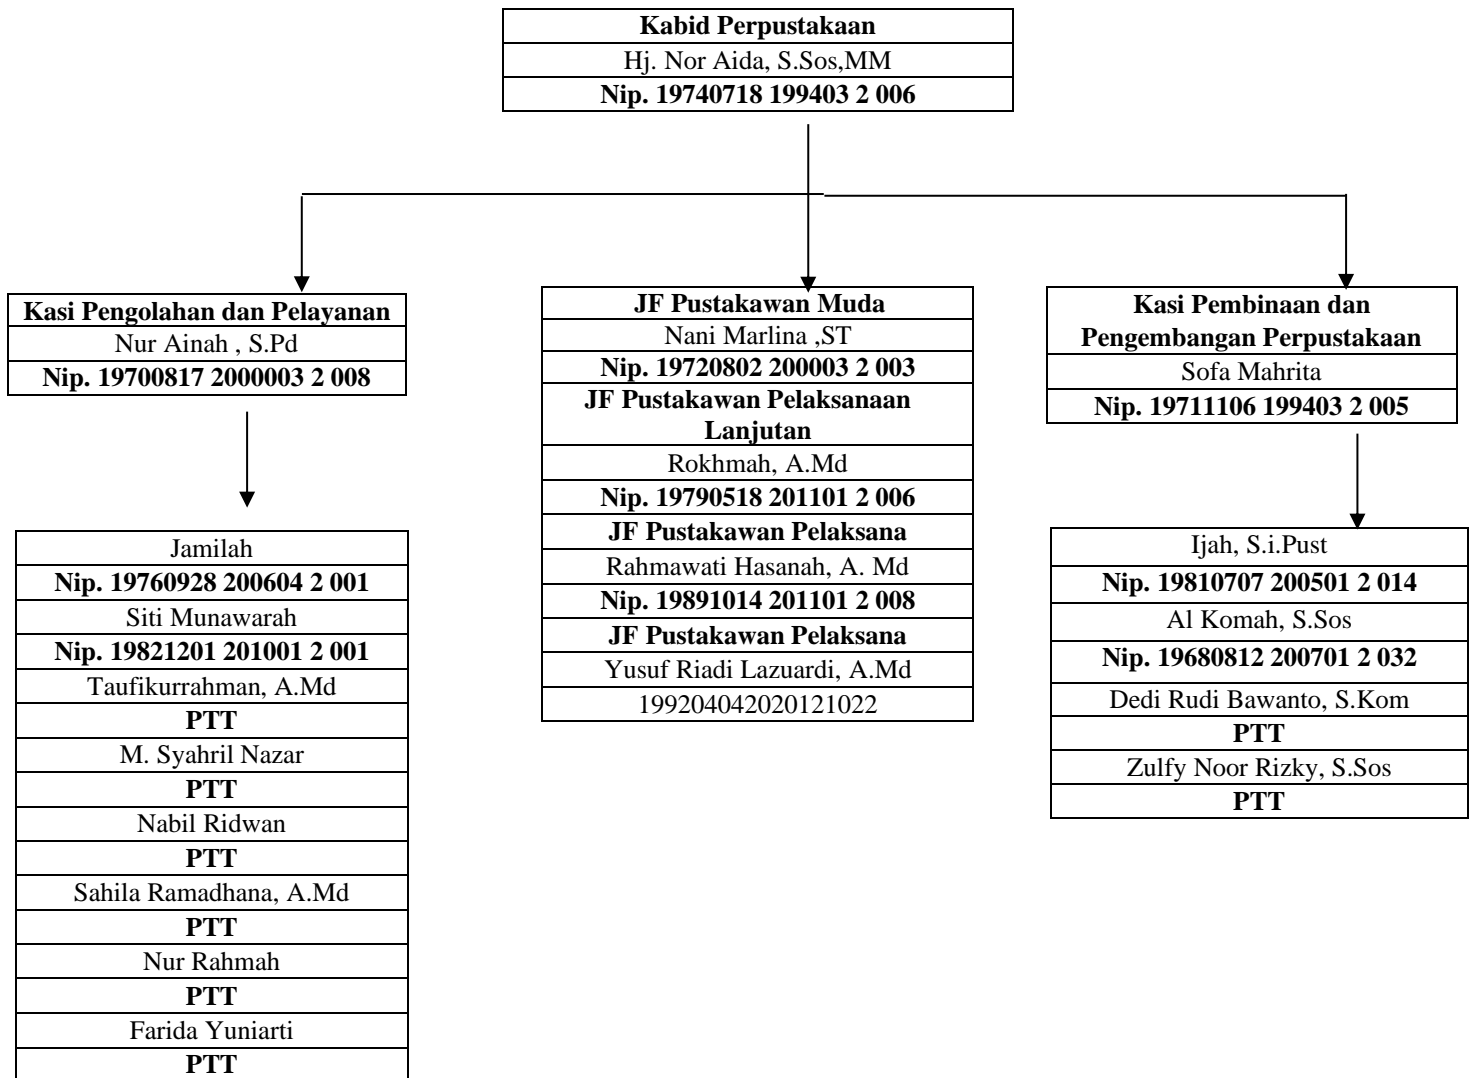 Kabid Perpustakaan
Hj. Nor Aida, S.Sos,MM
Nip. 19740718 199403 2 006
Kasi Pengolahan dan Pelayanan
Nur Ainah , S.Pd
Nip. 19700817 2000003 2 008
Jamilah
Nip. 19760928 200604 2 001
Siti Munawarah
Nip. 19821201 201001 2 001
Taufikurrahman, A.Md
PTT
M. Syahril Nazar
PTT
Nabil Ridwan
PTT
Sahila Ramadhana, A.Md
PTT
Nur Rahmah
PTT
Farida Yuniarti
PTT
JF Pustakawan Muda
Nani Marlina ,ST
Nip. 19720802 200003 2 003
JF Pustakawan Pelaksanaan
Lanjutan
Rokhmah, A.Md
Nip. 19790518 201101 2 006
JF Pustakawan Pelaksana
Rahmawati Hasanah, A. Md
Nip. 19891014 201101 2 008
JF Pustakawan Pelaksana
Yusuf Riadi Lazuardi, A.Md
199204042020121022
Kasi Pembinaan dan
Pengembangan Perpustakaan
Sofa Mahrita
Nip. 19711106 199403 2 005
Ijah, S.i.Pust
Nip. 19810707 200501 2 014
Al Komah, S.Sos
Nip. 19680812 200701 2 032
Dedi Rudi Bawanto, S.Kom
PTT
Zulfy Noor Rizky, S.Sos
PTT